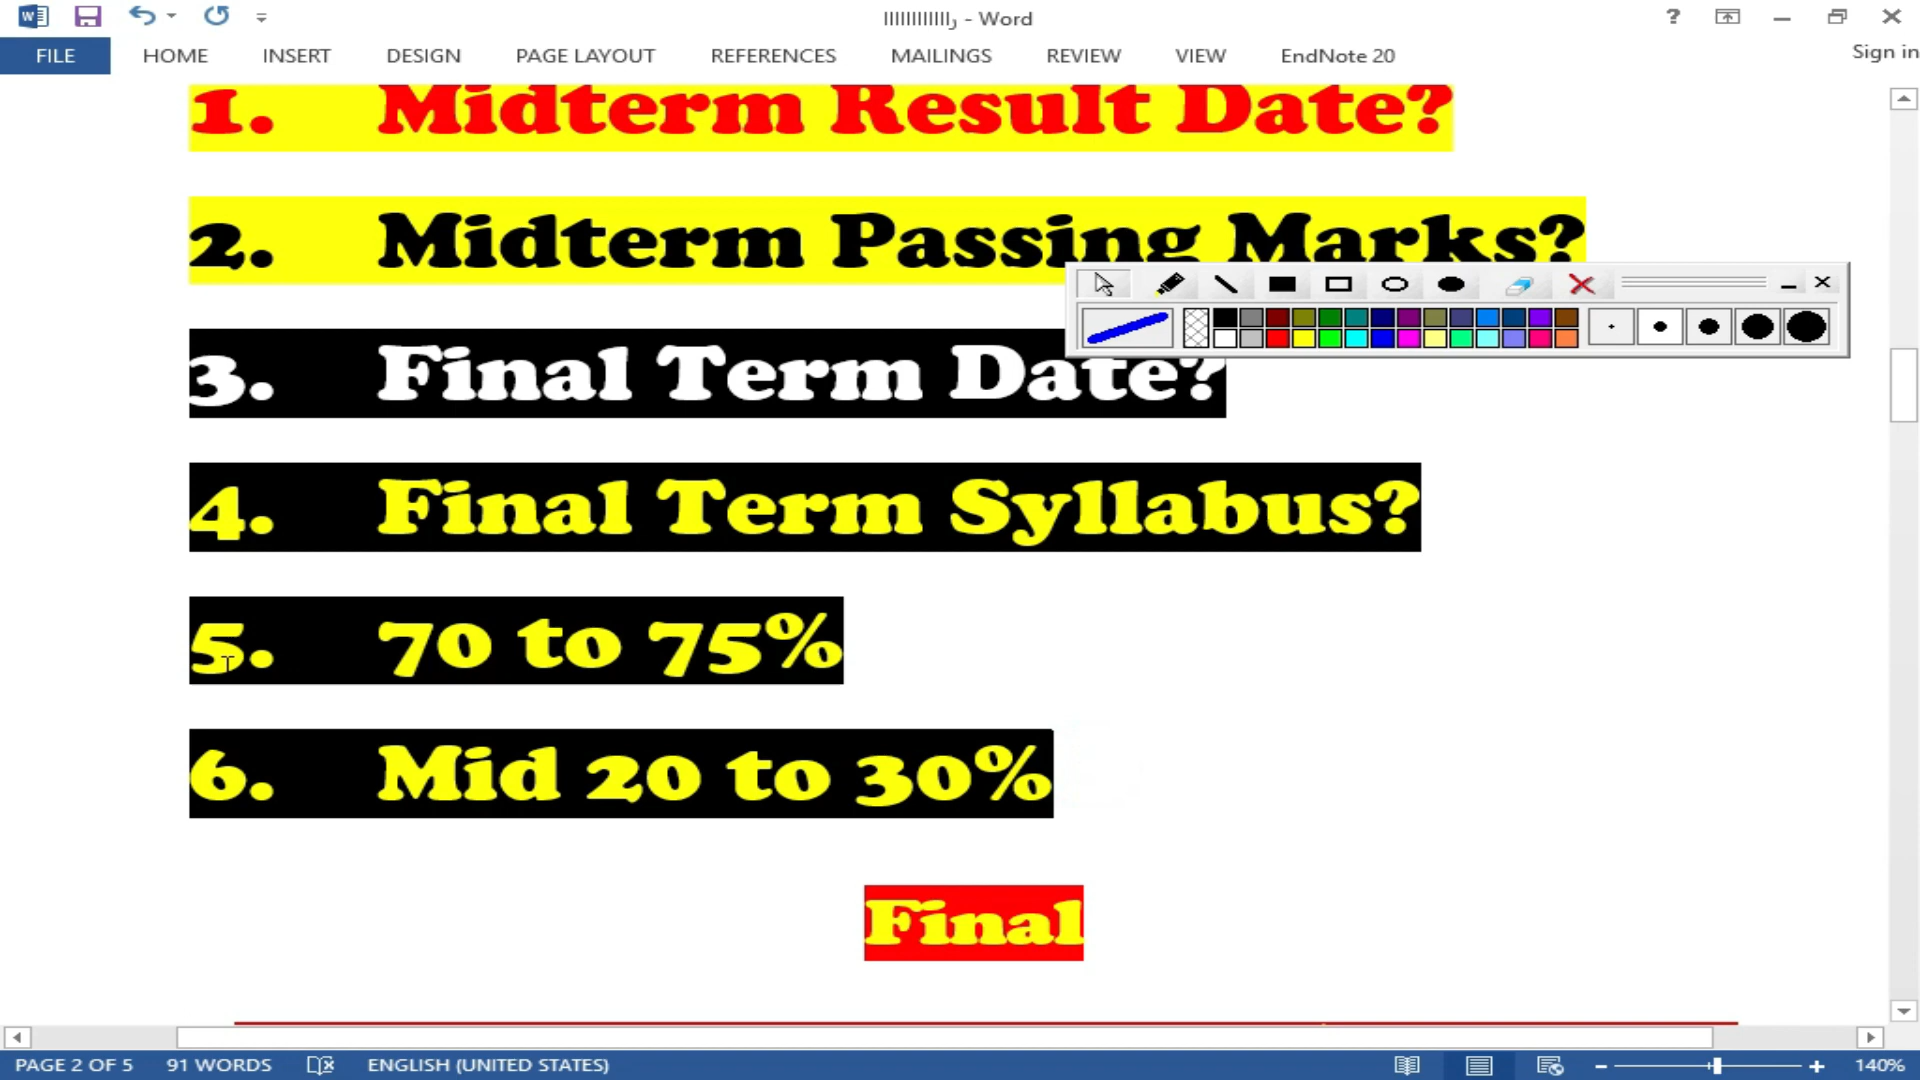 اااااااااااار - Word
Sign in
FILE HOME INSERT DESIGN PAGE LAYOUT REFERENCES MAILINGS REVIEW VIEW EndNote 20
1. Midterm Result Date?
2. Midterm Passing Marks?
3. Final Term Date?
4. Final Term Syllabus?
5. 70 to 75%
6. Mid 20 to 30%
Final
PAGE 2 OF 5 91 WORDS ENGLISH (UNITED STATES) 140%